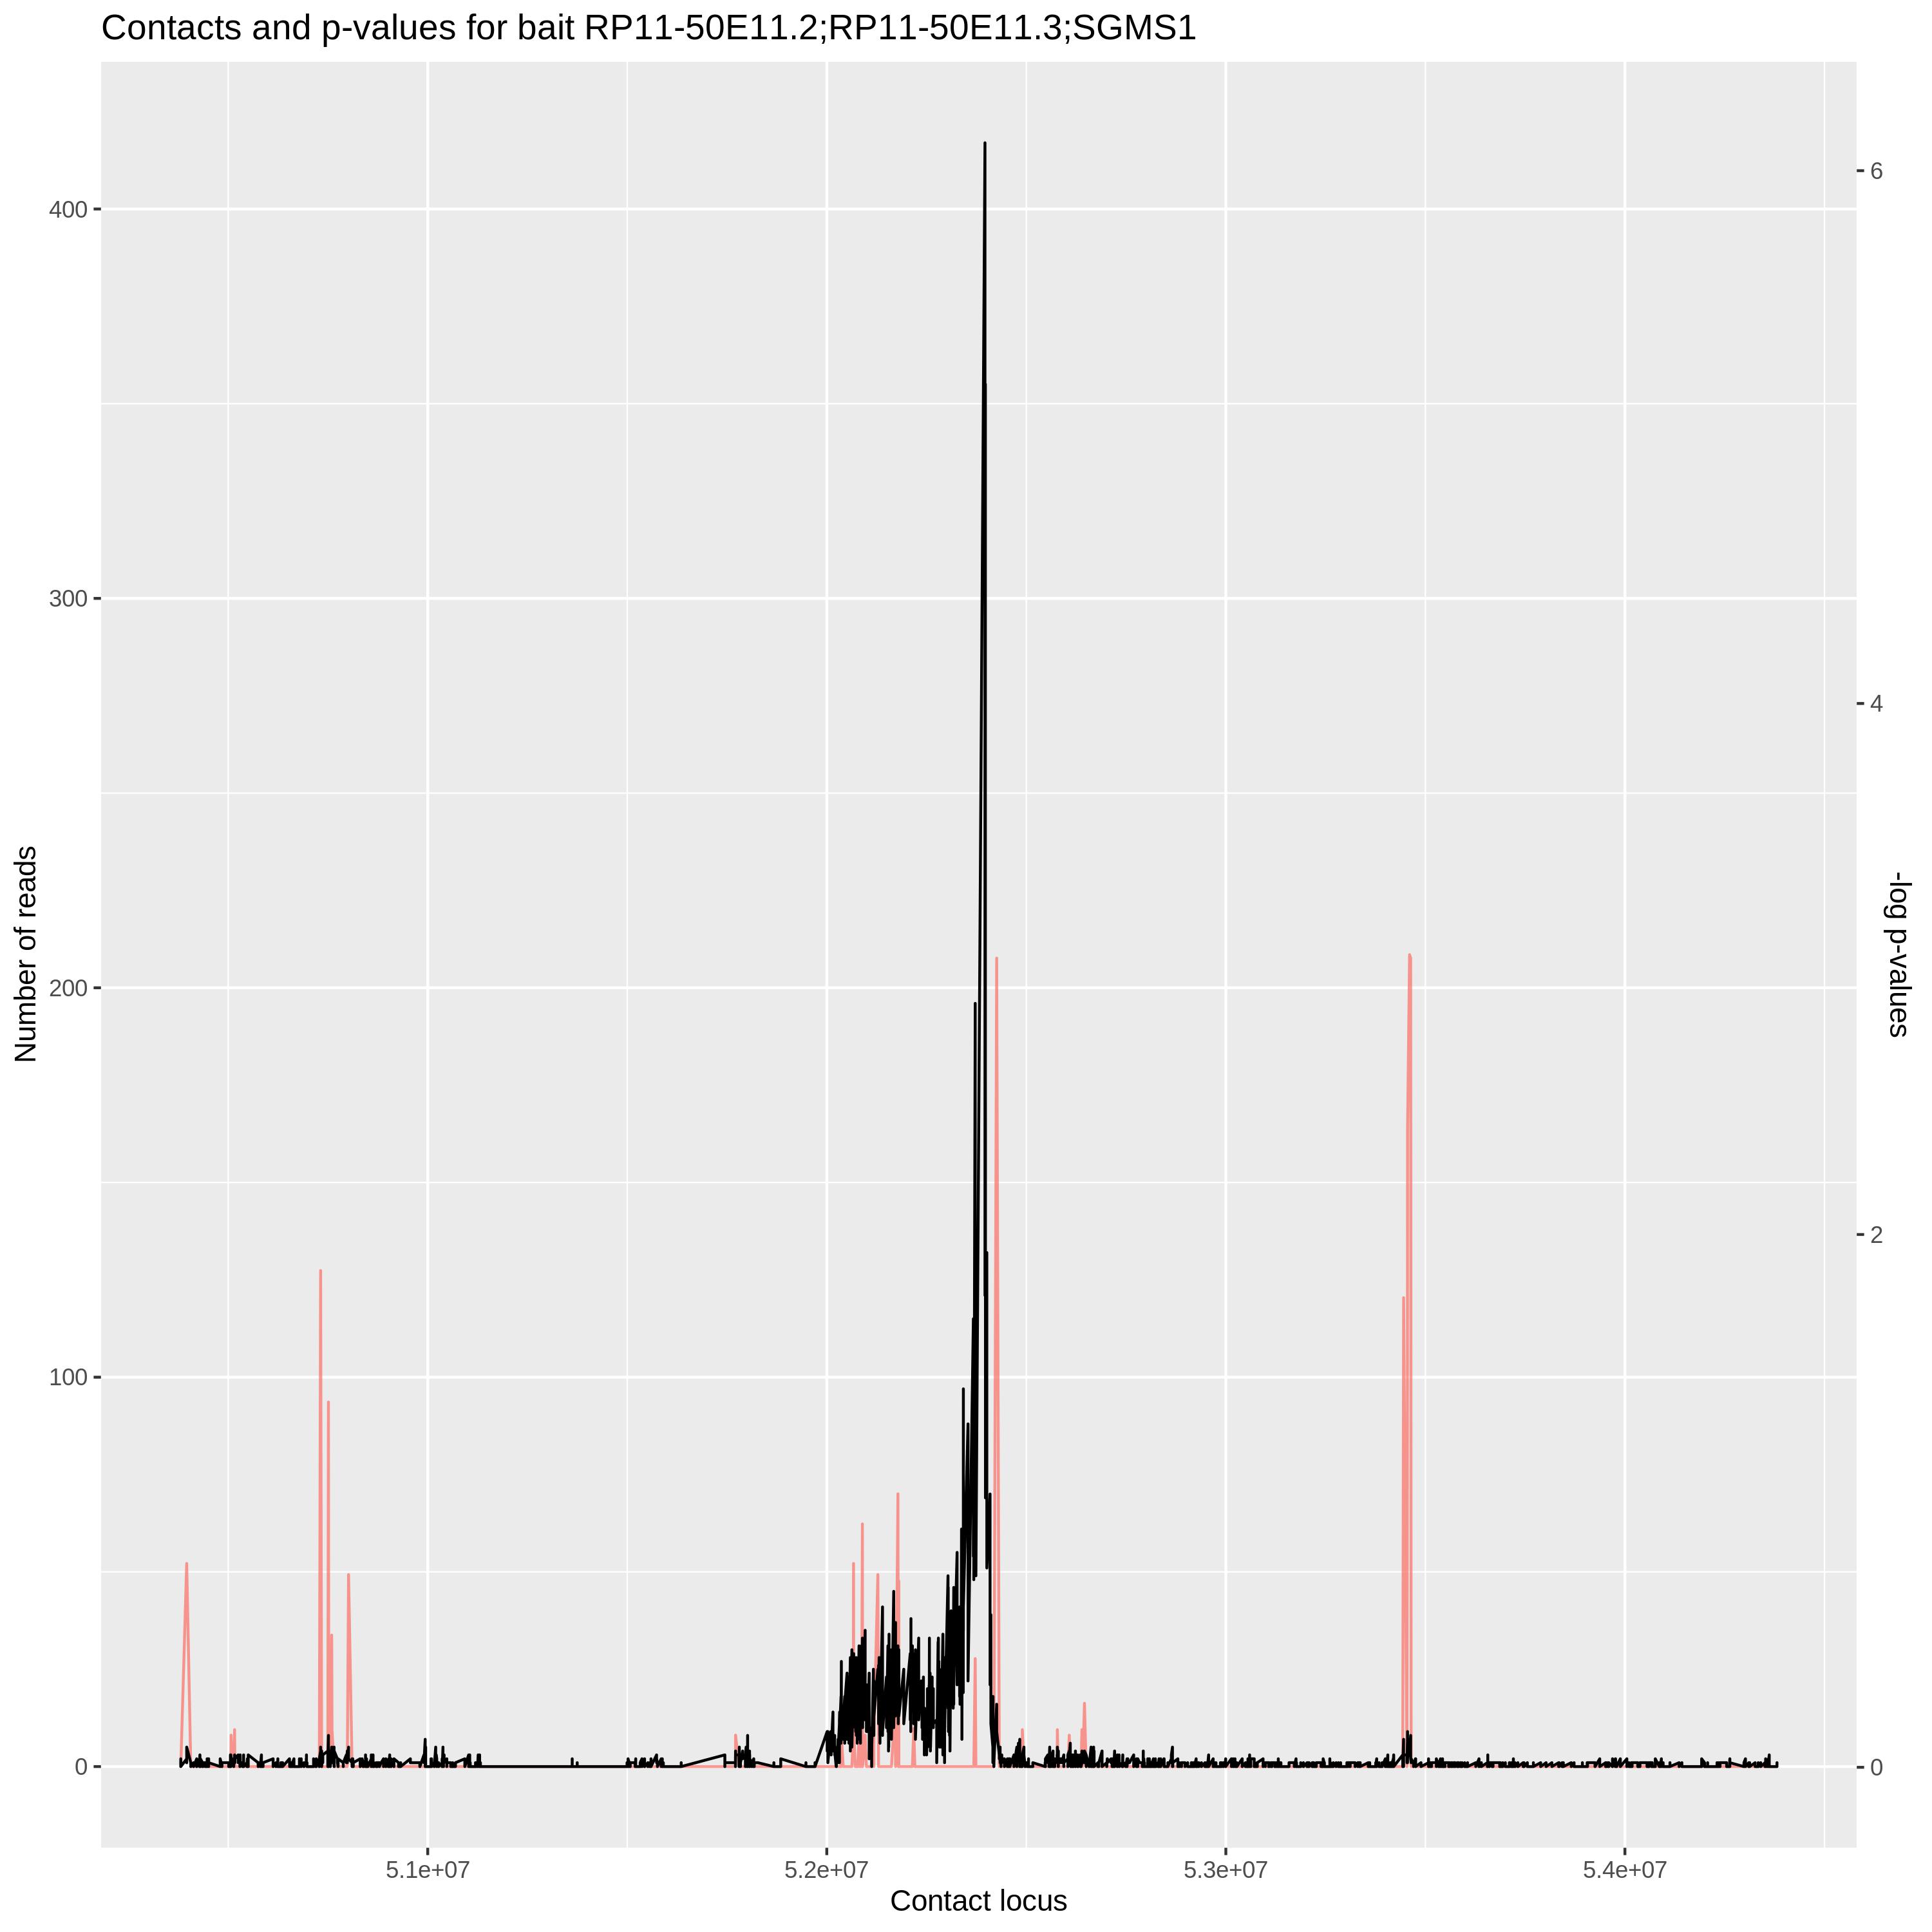 Contacts and p-values for bait RP11-50E11.2;RP11-50E11.3;SGMS1
Number of reads
400
300
200
100
0
6
4
2
0
-log p-values
5.1e+07
5.2e+07
5.3e+07
5.4e+07
Contact locus